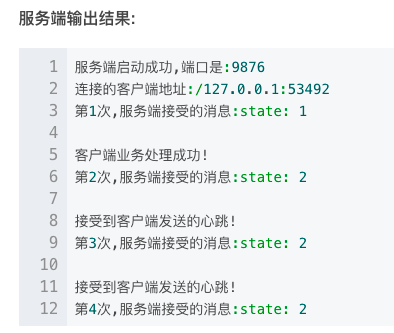 服务端输出结果:
1 服务端启动成功,端口是:9876
2 连接的客户端地址:/127.0.0.1:53492
3 第1次,服务端接受的消息:state: 1
4
5 客户端业务处理成功!
6 第2次,服务端接受的消息:state: 2
7
8 接受到客户端发送的心跳!
9 第3次,服务端接受的消息:state: 2
10
11 接受到客户端发送的心跳!
12 第4次,服务端接受的消息:state: 2